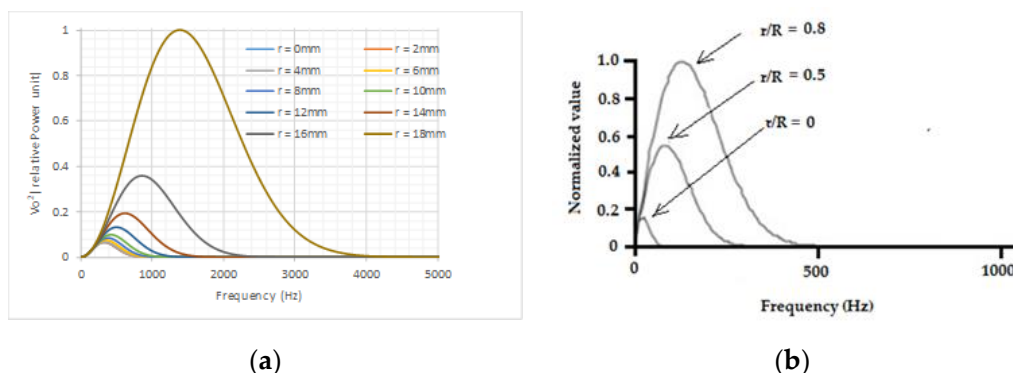 1
0.8
0.6
0.4
0.2
0
Vo²| relative Power unit|
r = 0mm r = 2mm
r = 4mm r = 6mm
r = 8mm r = 10mm
r = 12mm r = 14mm
r = 16mm r = 18mm
0 1000 2000 3000 4000 5000
Frequency (Hz)
(a)
r/R = 0.8
r/R = 0.5
r/R = 0
1.0
0.8
0.6
0.4
0.2
0
Normalized value
0 500 1000
Frequency (Hz)
(b)